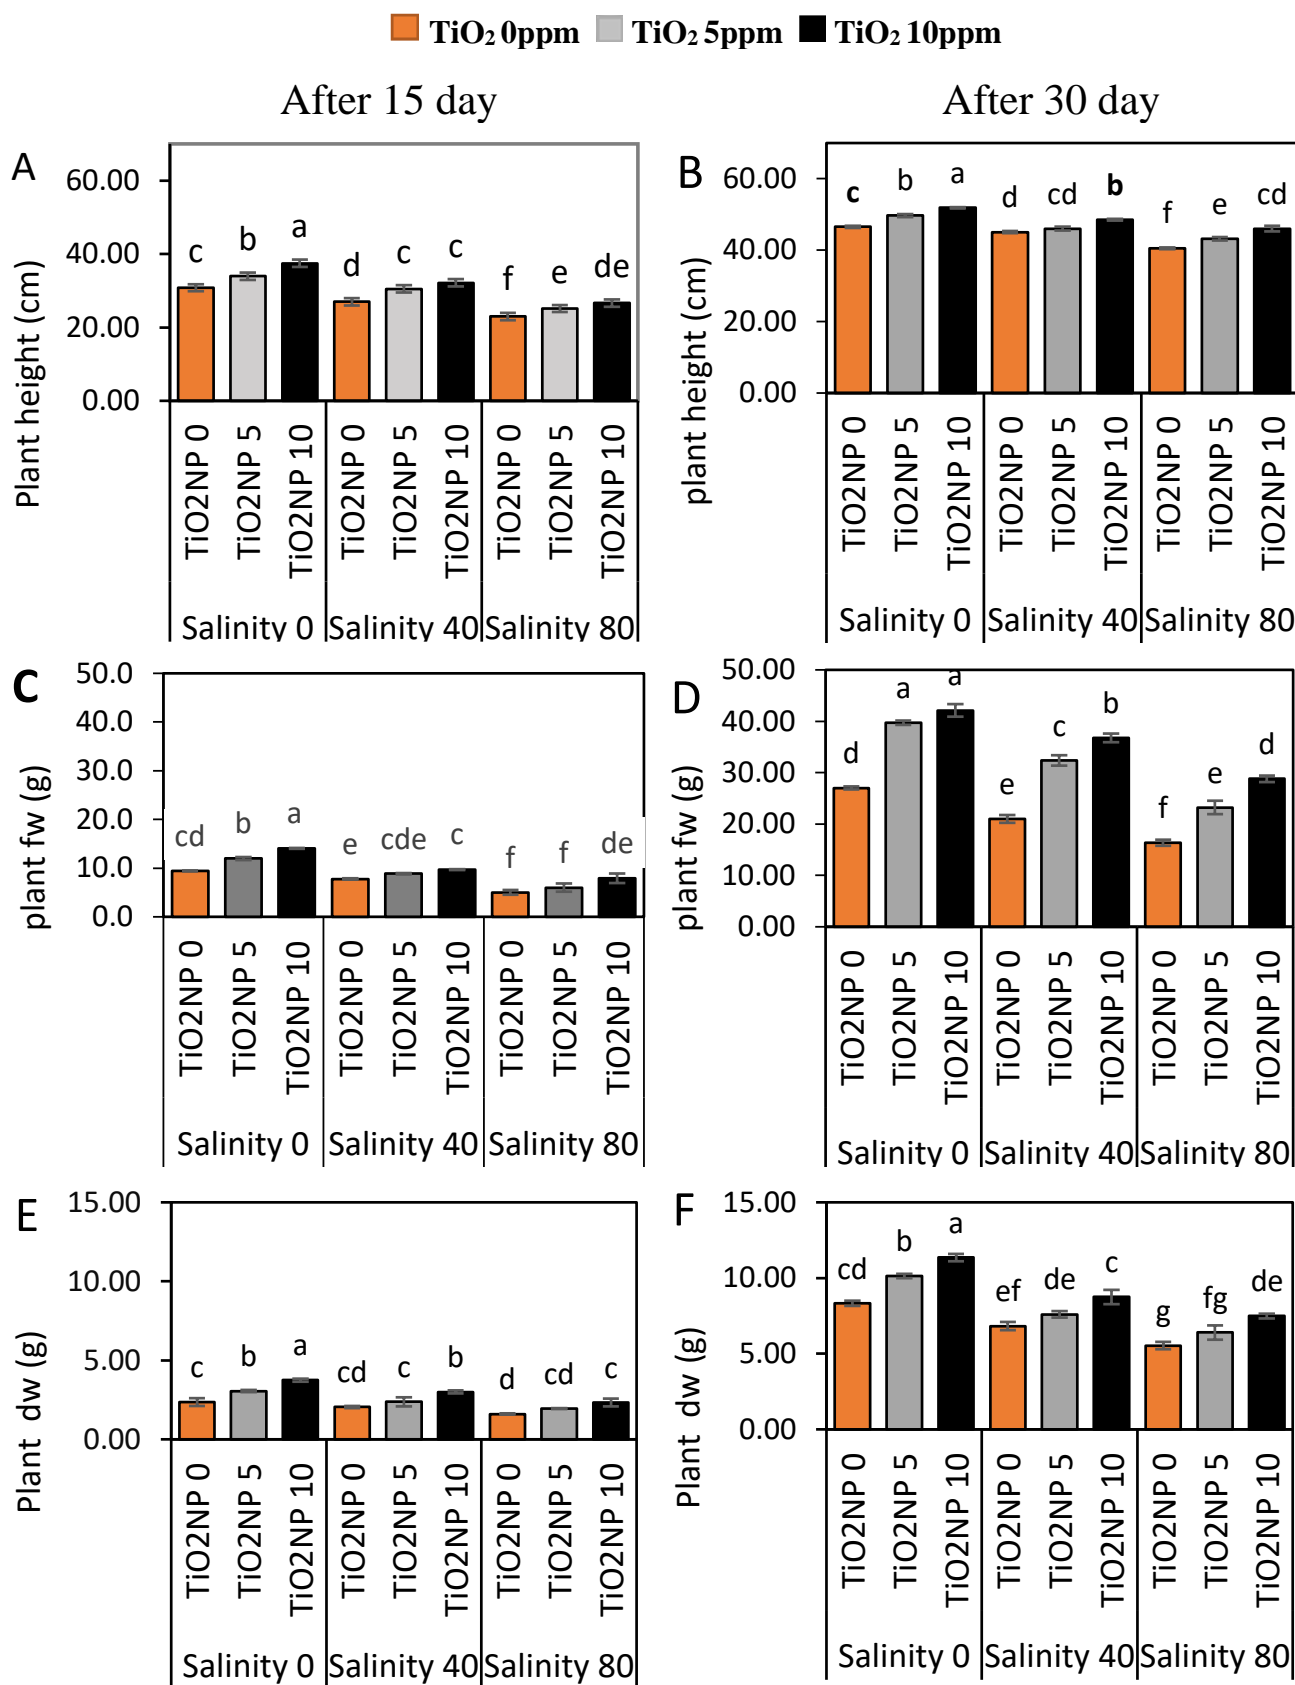 TiO2 0ppm TiO2 5ppm TiO2 10ppm
After 15 day
After 30 day
A
Plant height (cm)
60.00
40.00
20.00
0.00
c b a d c c f e de
TiO2NP 0
TiO2NP 5
TiO2NP 10
TiO2NP 0
TiO2NP 5
TiO2NP 10
TiO2NP 0
TiO2NP 5
TiO2NP 10
Salinity 0 Salinity 40 Salinity 80
B
plant height (cm)
60.00
40.00
20.00
0.00
c b a d cd b f e cd
TiO2NP 0
TiO2NP 5
TiO2NP 10
TiO2NP 0
TiO2NP 5
TiO2NP 10
TiO2NP 0
TiO2NP 5
TiO2NP 10
Salinity 0 Salinity 40 Salinity 80
C
plant fw (g)
50.0
40.0
30.0
20.0
10.0
0.0
cd b a e cde c f f de
TiO2NP 0
TiO2NP 5
TiO2NP 10
TiO2NP 0
TiO2NP 5
TiO2NP 10
TiO2NP 0
TiO2NP 5
TiO2NP 10
Salinity 0 Salinity 40 Salinity 80
D
plant fw (g)
50.00
40.00
30.00
20.00
10.00
0.00
d a a e c b f e d
TiO2NP 0
TiO2NP 5
TiO2NP 10
TiO2NP 0
TiO2NP 5
TiO2NP 10
TiO2NP 0
TiO2NP 5
TiO2NP 10
Salinity 0 Salinity 40 Salinity 80
E
Plant dw (g)
15.00
10.00
5.00
0.00
c b a cd c b d cd c
TiO2NP 0
TiO2NP 5
TiO2NP 10
TiO2NP 0
TiO2NP 5
TiO2NP 10
TiO2NP 0
TiO2NP 5
TiO2NP 10
Salinity 0 Salinity 40 Salinity 80
F
Plant dw (g)
15.00
10.00
5.00
0.00
cd b a ef de c g fg de
TiO2NP 0
TiO2NP 5
TiO2NP 10
TiO2NP 0
TiO2NP 5
TiO2NP 10
TiO2NP 0
TiO2NP 5
TiO2NP 10
Salinity 0 Salinity 40 Salinity 80